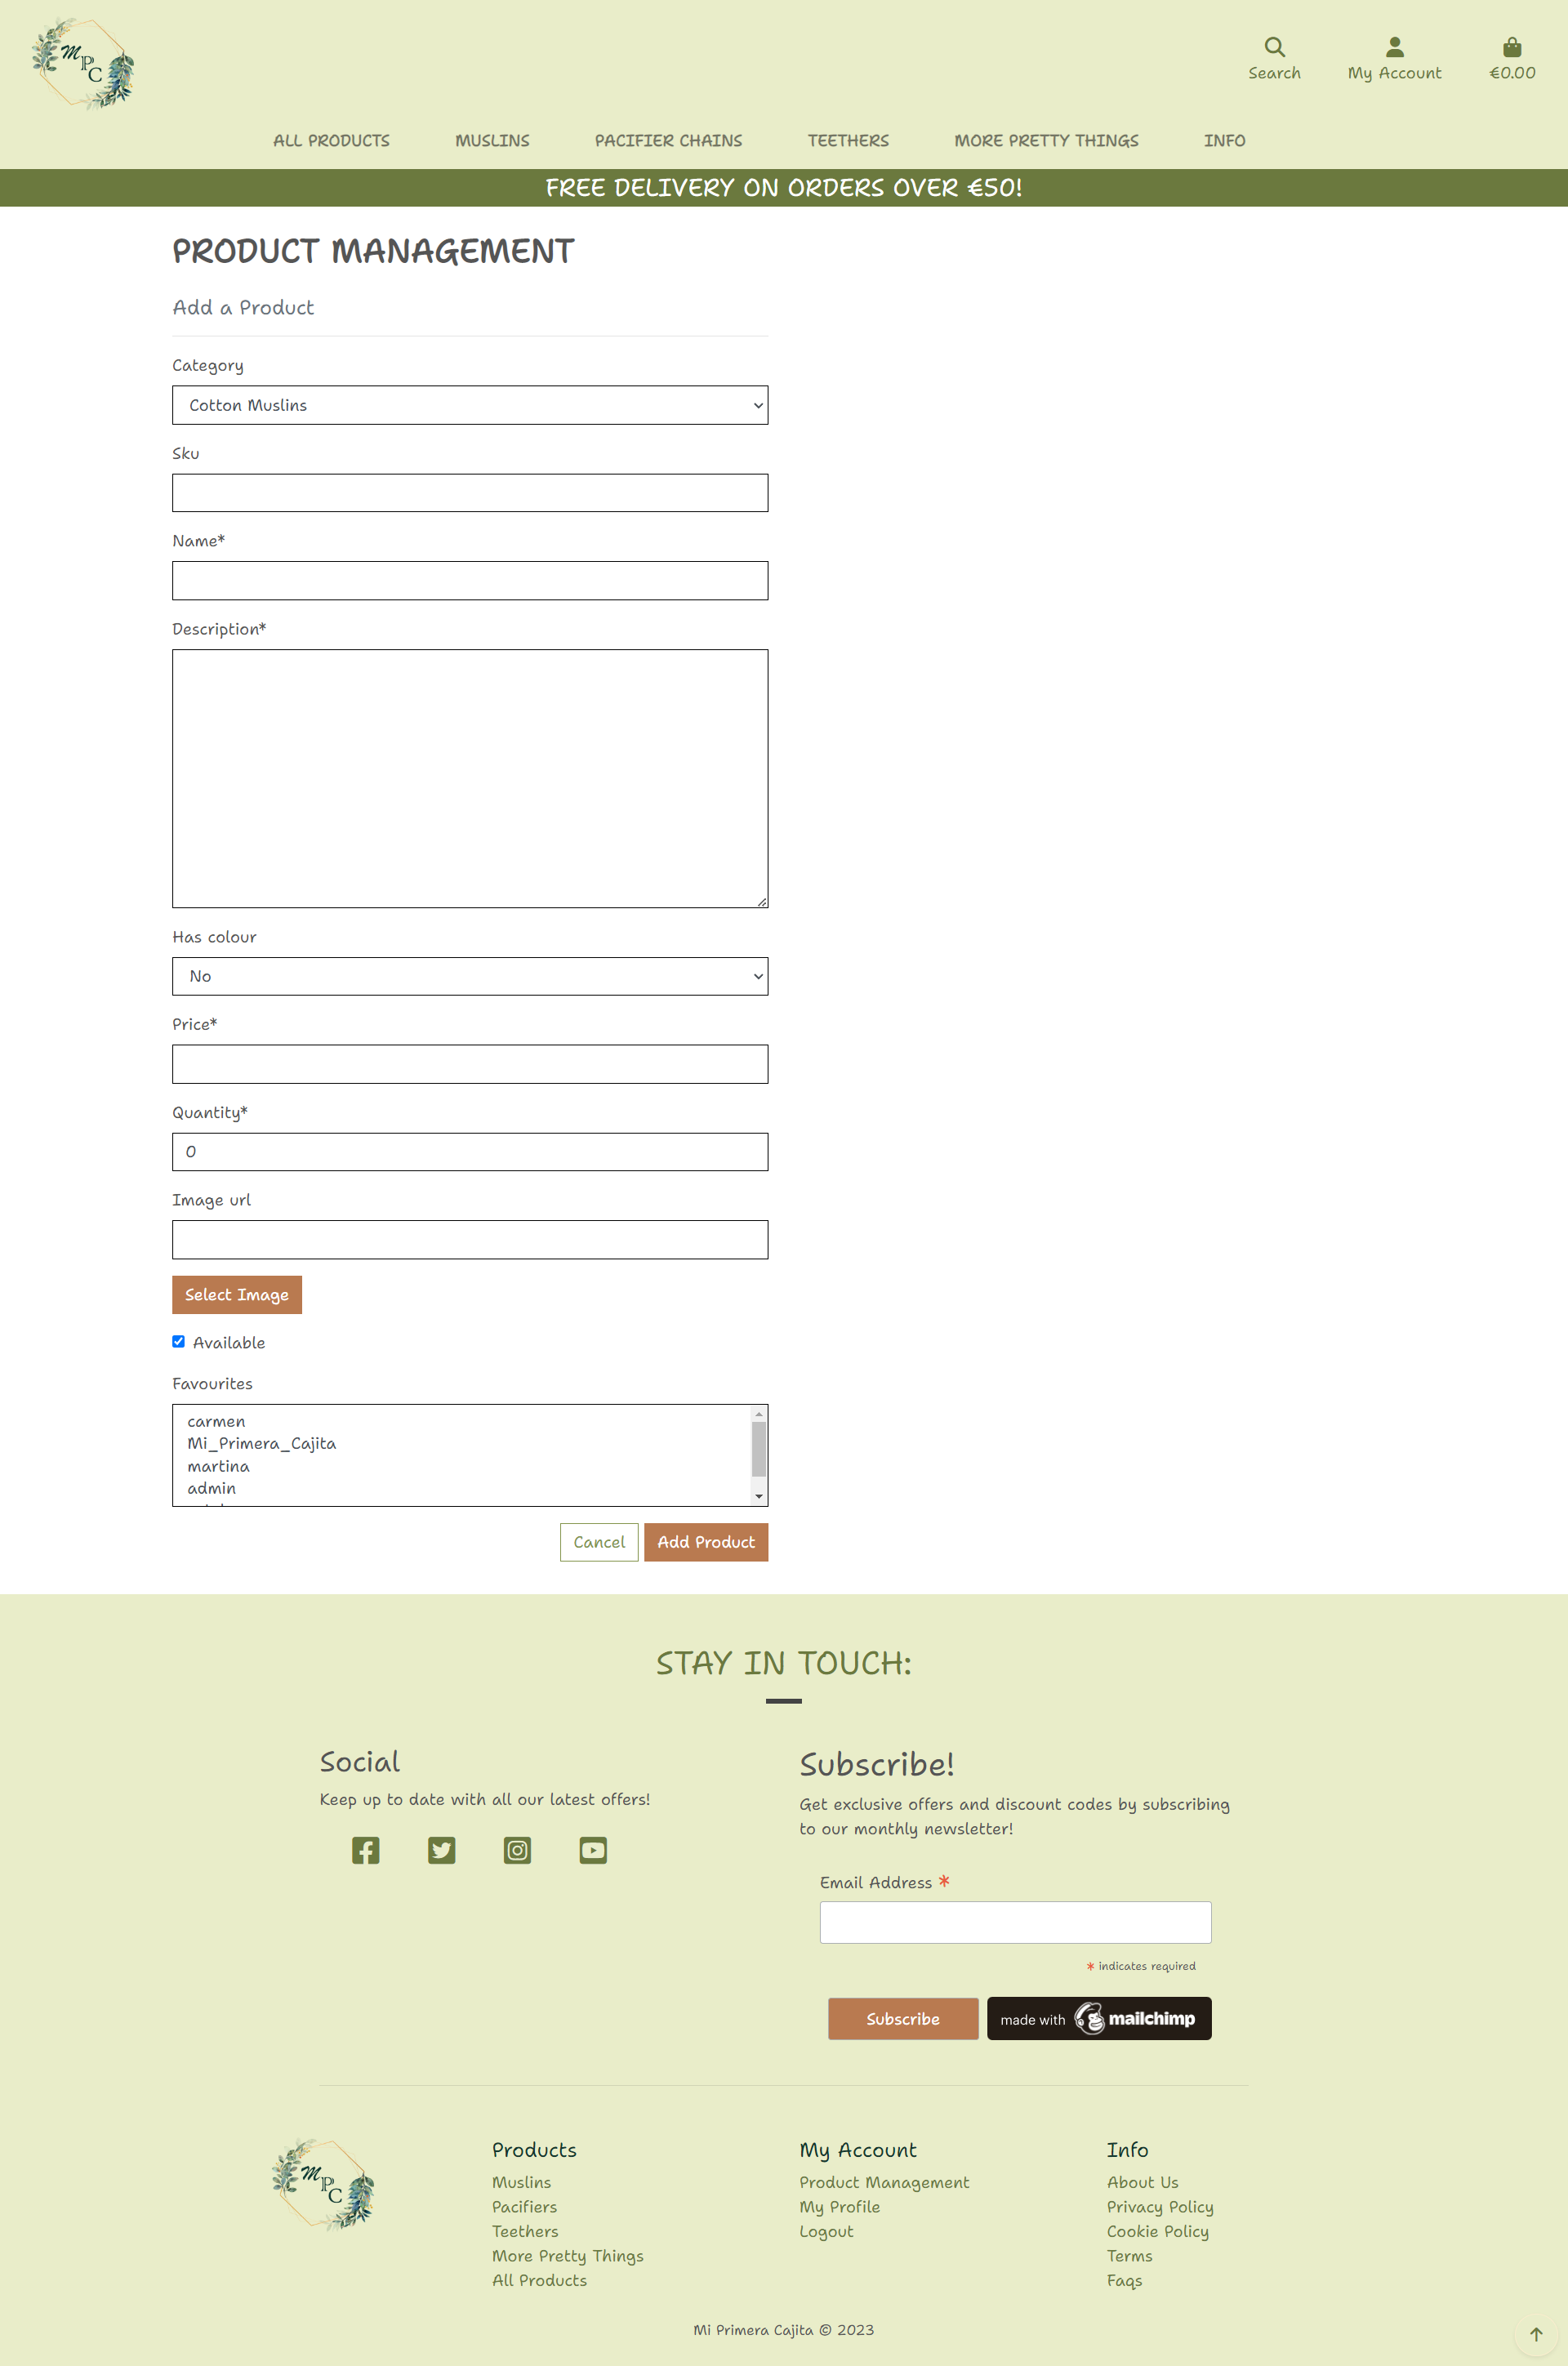 M
P
C
Search
My Account
€0.00
ALL PRODUCTS
MUSLINS
PACIFIER CHAINS
TEETHERS
MORE PRETTY THINGS
INFO
FREE DELIVERY ON ORDERS OVER €50!
PRODUCT MANAGEMENT
Add a Product
Category
Cotton Muslins
Sku
Name*
Description*
Has colour
No
Price*
Quantity*
0
Image url
Select Image
Available
Favourites
carmen
Mi_Primera_Cajita
martina
admin
Cancel
Add Product
STAY IN TOUCH:
Social
Keep up to date with all our latest offers!
Subscribe!
Get exclusive offers and discount codes by subscribing
to our monthly newsletter!
Email Address *
* indicates required
Subscribe
made with mailchimp
M
P
C
Products
Muslins
Pacifiers
Teethers
More Pretty Things
All Products
My Account
Product Management
My Profile
Logout
Info
About Us
Privacy Policy
Cookie Policy
Terms
Faqs
Mi Primera Cajita © 2023